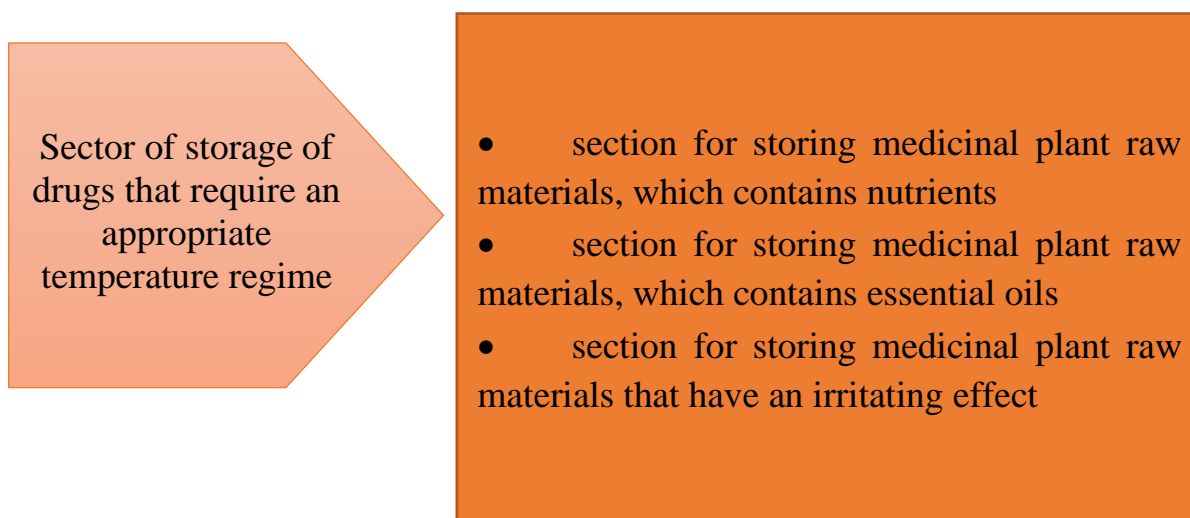 Sector of storage of
drugs that require an
appropriate
temperature regime
• section for storing medicinal plant raw
materials, which contains nutrients
• section for storing medicinal plant raw
materials, which contains essential oils
• section for storing medicinal plant raw
materials that have an irritating effect